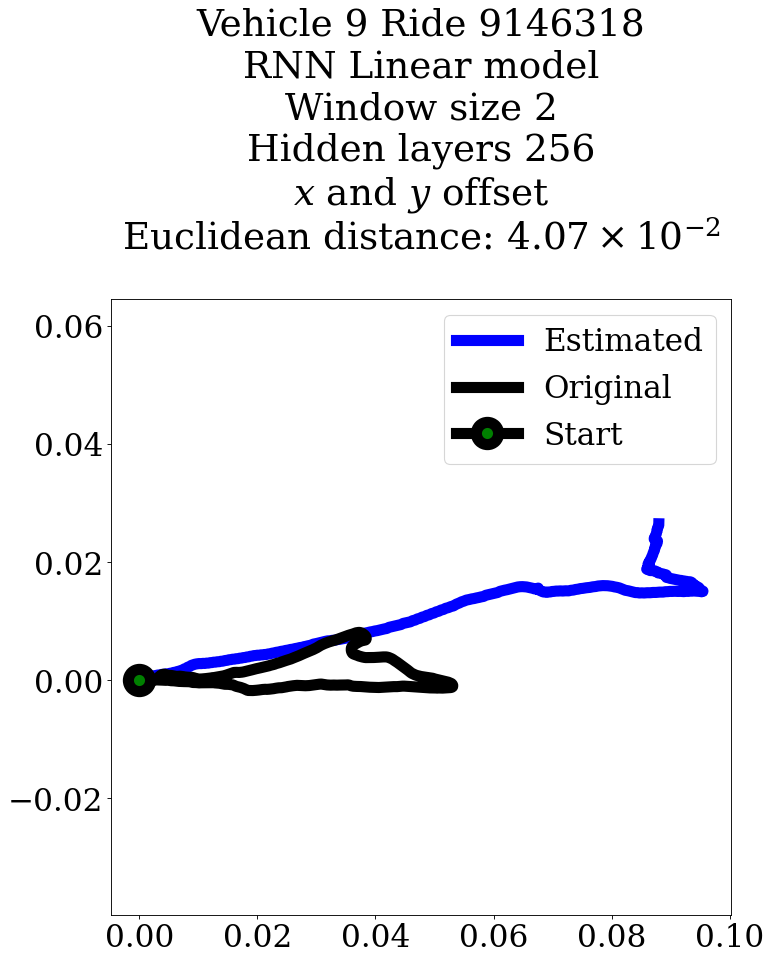 Vehicle 9 Ride 9146318
RNN Linear model
Window size 2
Hidden layers 256
x and y offset
Euclidean distance: 4.07 × 10⁻²
Estimated
Original
Start
0.06
0.04
0.02
0.00
−0.02
0.00 0.02 0.04 0.06 0.08 0.10